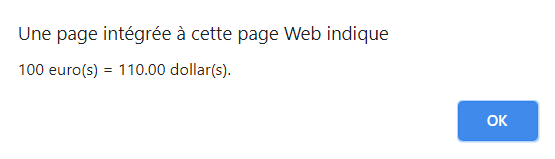 Une page intégrée à cette page Web indique
100 euro(s) = 110.00 dollar(s).
OK